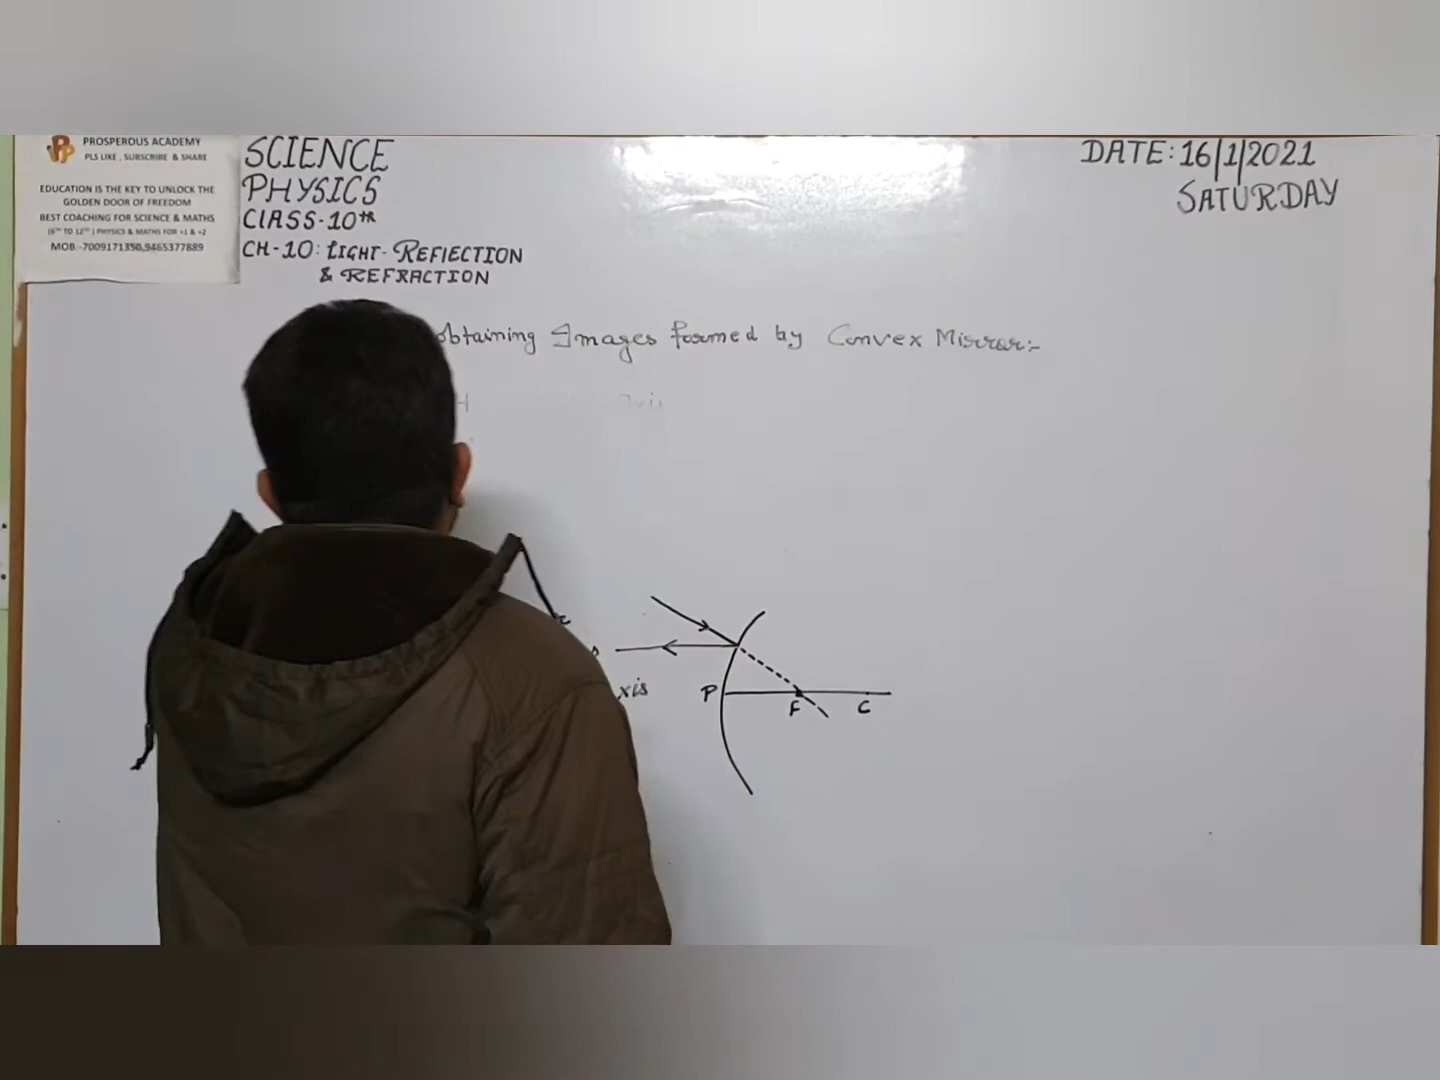 PROSPEROUS ACADEMY
PLS LIKE , SUBSCRIBE & SHARE
EDUCATION IS THE KEY TO UNLOCK THE
GOLDEN DOOR OF FREEDOM
BEST COACHING FOR SCIENCE & MATHS
(6TH TO 12TH ) PHYSICS & MATHS FOR +1 & +2
MOB:-7009171350,9465377889
SCIENCE
PHYSICS
CLASS-10th
CH-10: LIGHT-REFLECTION
& REFRACTION
DATE: 16/1/2021
SATURDAY
obtaining Images formed by Convex Mirror:-
xis
P
F
C